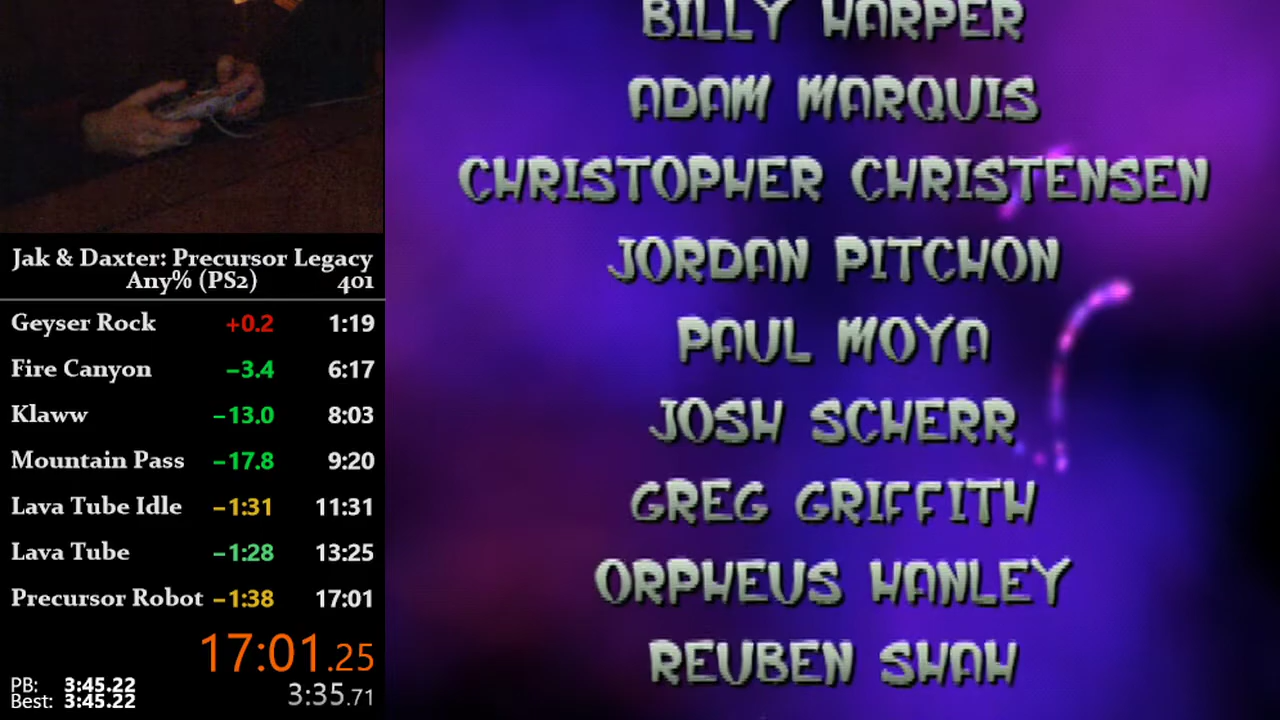 Jak & Daxter: Precursor Legacy
Any% (PS2) 401
Geyser Rock +0.2 1:19
Fire Canyon −3.4 6:17
Klaww −13.0 8:03
Mountain Pass −17.8 9:20
Lava Tube Idle −1:31 11:31
Lava Tube −1:28 13:25
Precursor Robot −1:38 17:01
17:01.25
PB: 3:45.22
Best: 3:45.22
3:35.71
BILLY HARPER
ADAM MARQUIS
CHRISTOPHER CHRISTENSEN
JORDAN PITCHON
PAUL MOYA
JOSH SCHERR
GREG GRIFFITH
ORPHEUS HANLEY
REUBEN SHAH